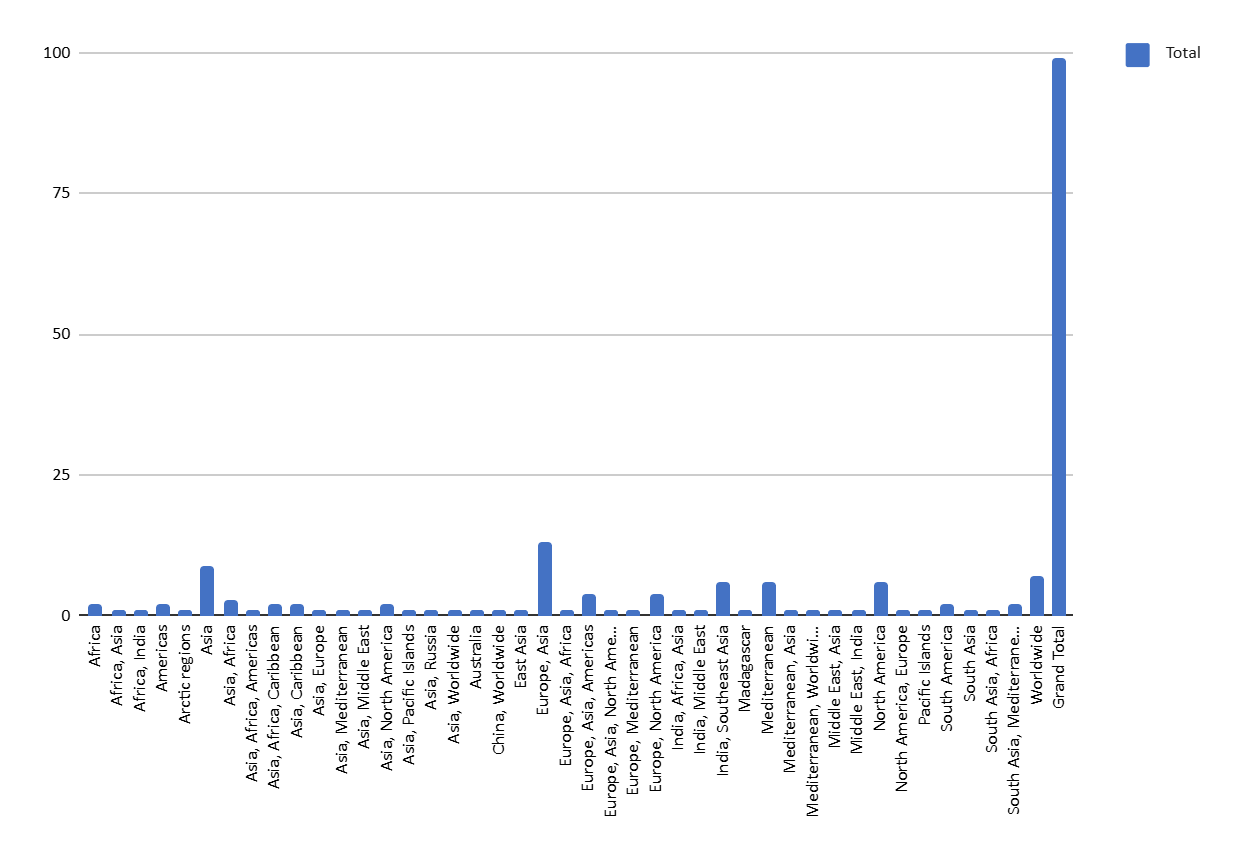 100
Total
75
50
25
0
Africa
Africa, Asia
Africa, India
Americas
Arctic regions
Asia
Asia, Africa
Asia, Africa, Americas
Asia, Africa, Caribbean
Asia, Caribbean
Asia, Europe
Asia, Mediterranean
Asia, Middle East
Asia, North America
Asia, Pacific Islands
Asia, Russia
Asia, Worldwide
Australia
China, Worldwide
East Asia
Europe, Asia
Europe, Asia, Africa
Europe, Asia, Americas
Europe, Asia, North Ame...
Europe, Mediterranean
Europe, North America
India, Africa, Asia
India, Middle East
India, Southeast Asia
Madagascar
Mediterranean
Mediterranean, Asia
Mediterranean, Worldwi...
Middle East, Asia
Middle East, India
North America
North America, Europe
Pacific Islands
South America
South Asia
South Asia, Africa
South Asia, Mediterrane...
Worldwide
Grand Total